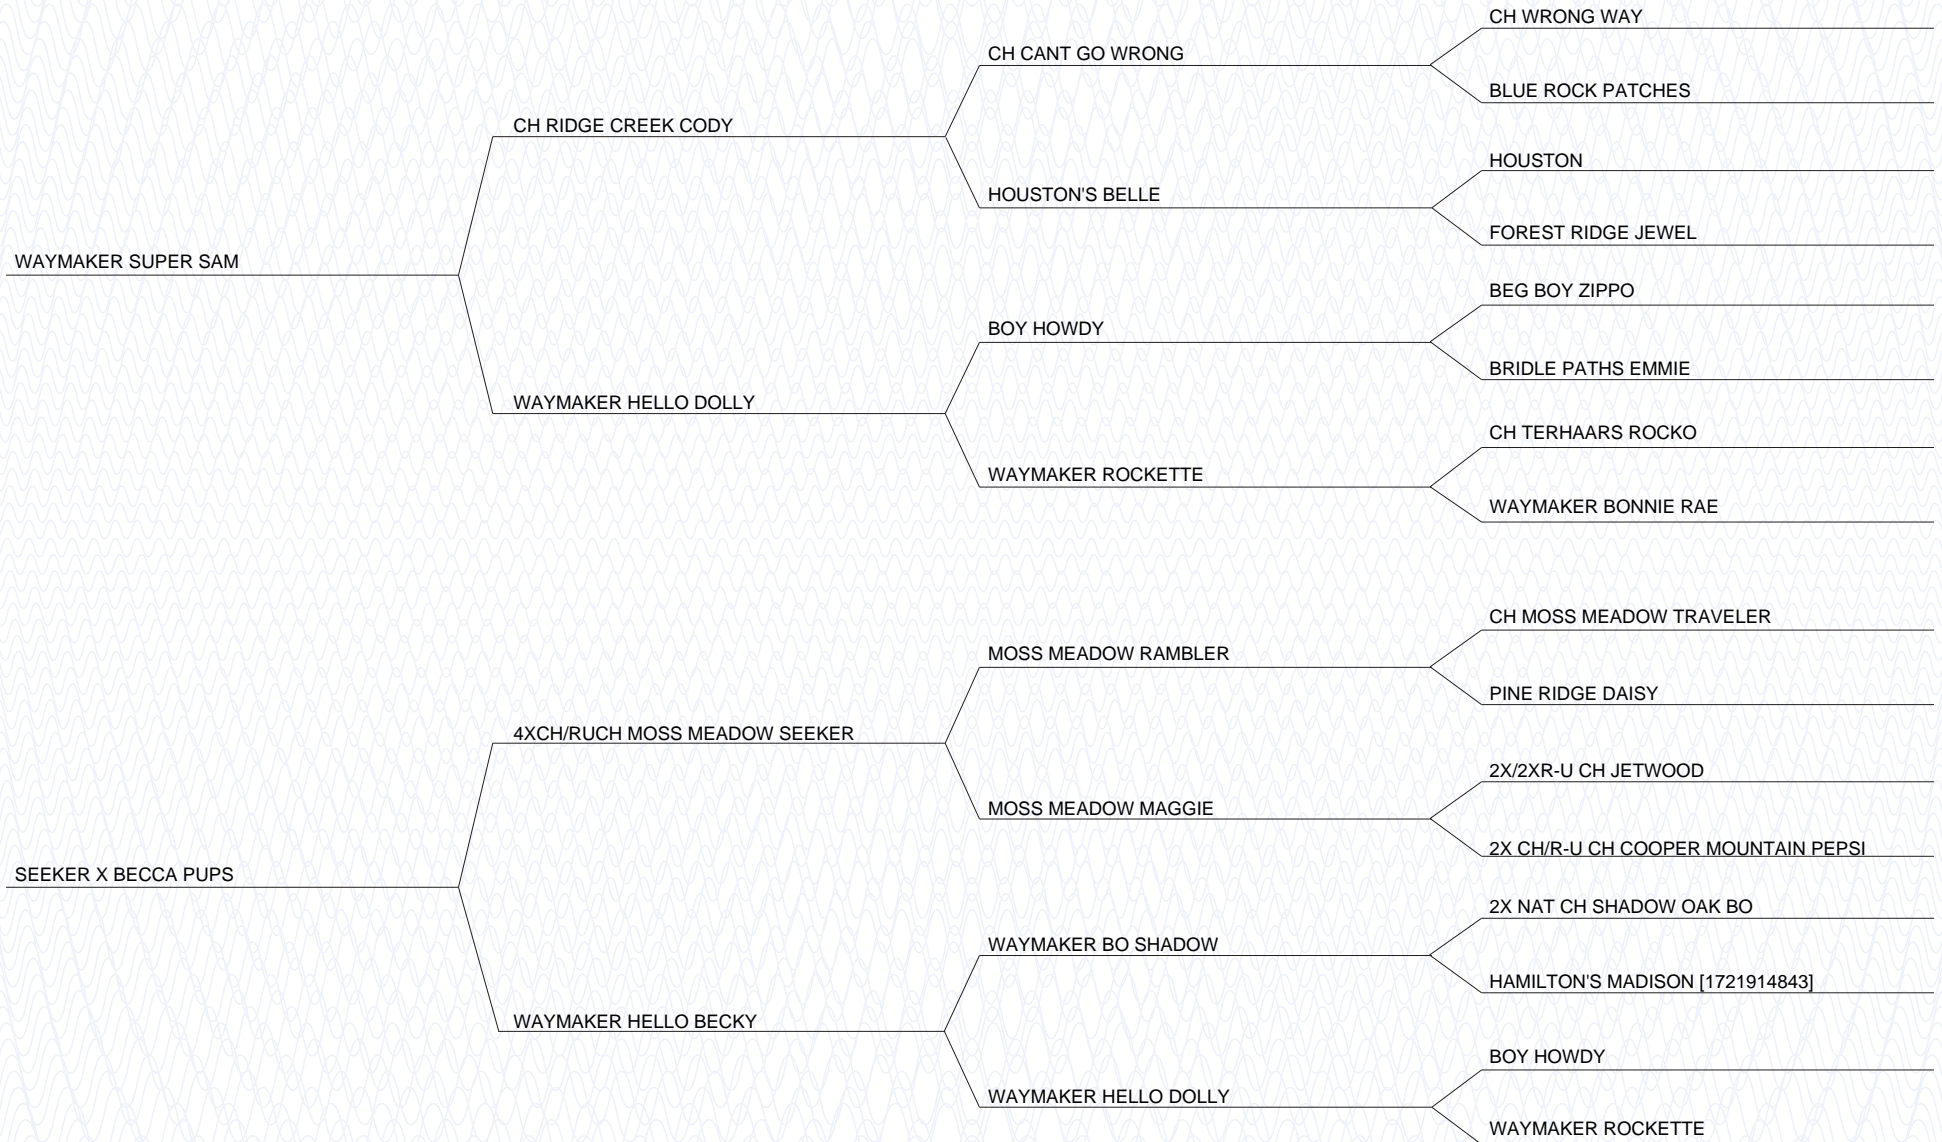 CH WRONG WAY
CH CANT GO WRONG
BLUE ROCK PATCHES
CH RIDGE CREEK CODY
HOUSTON
HOUSTON'S BELLE
FOREST RIDGE JEWEL
WAYMAKER SUPER SAM
BEG BOY ZIPPO
BOY HOWDY
BRIDLE PATHS EMMIE
WAYMAKER HELLO DOLLY
CH TERHAARS ROCKO
WAYMAKER ROCKETTE
WAYMAKER BONNIE RAE
CH MOSS MEADOW TRAVELER
MOSS MEADOW RAMBLER
PINE RIDGE DAISY
4XCH/RUCH MOSS MEADOW SEEKER
2X/2XR-U CH JETWOOD
MOSS MEADOW MAGGIE
2X CH/R-U CH COOPER MOUNTAIN PEPSI
SEEKER X BECCA PUPS
2X NAT CH SHADOW OAK BO
WAYMAKER BO SHADOW
HAMILTON'S MADISON [1721914843]
WAYMAKER HELLO BECKY
BOY HOWDY
WAYMAKER HELLO DOLLY
WAYMAKER ROCKETTE